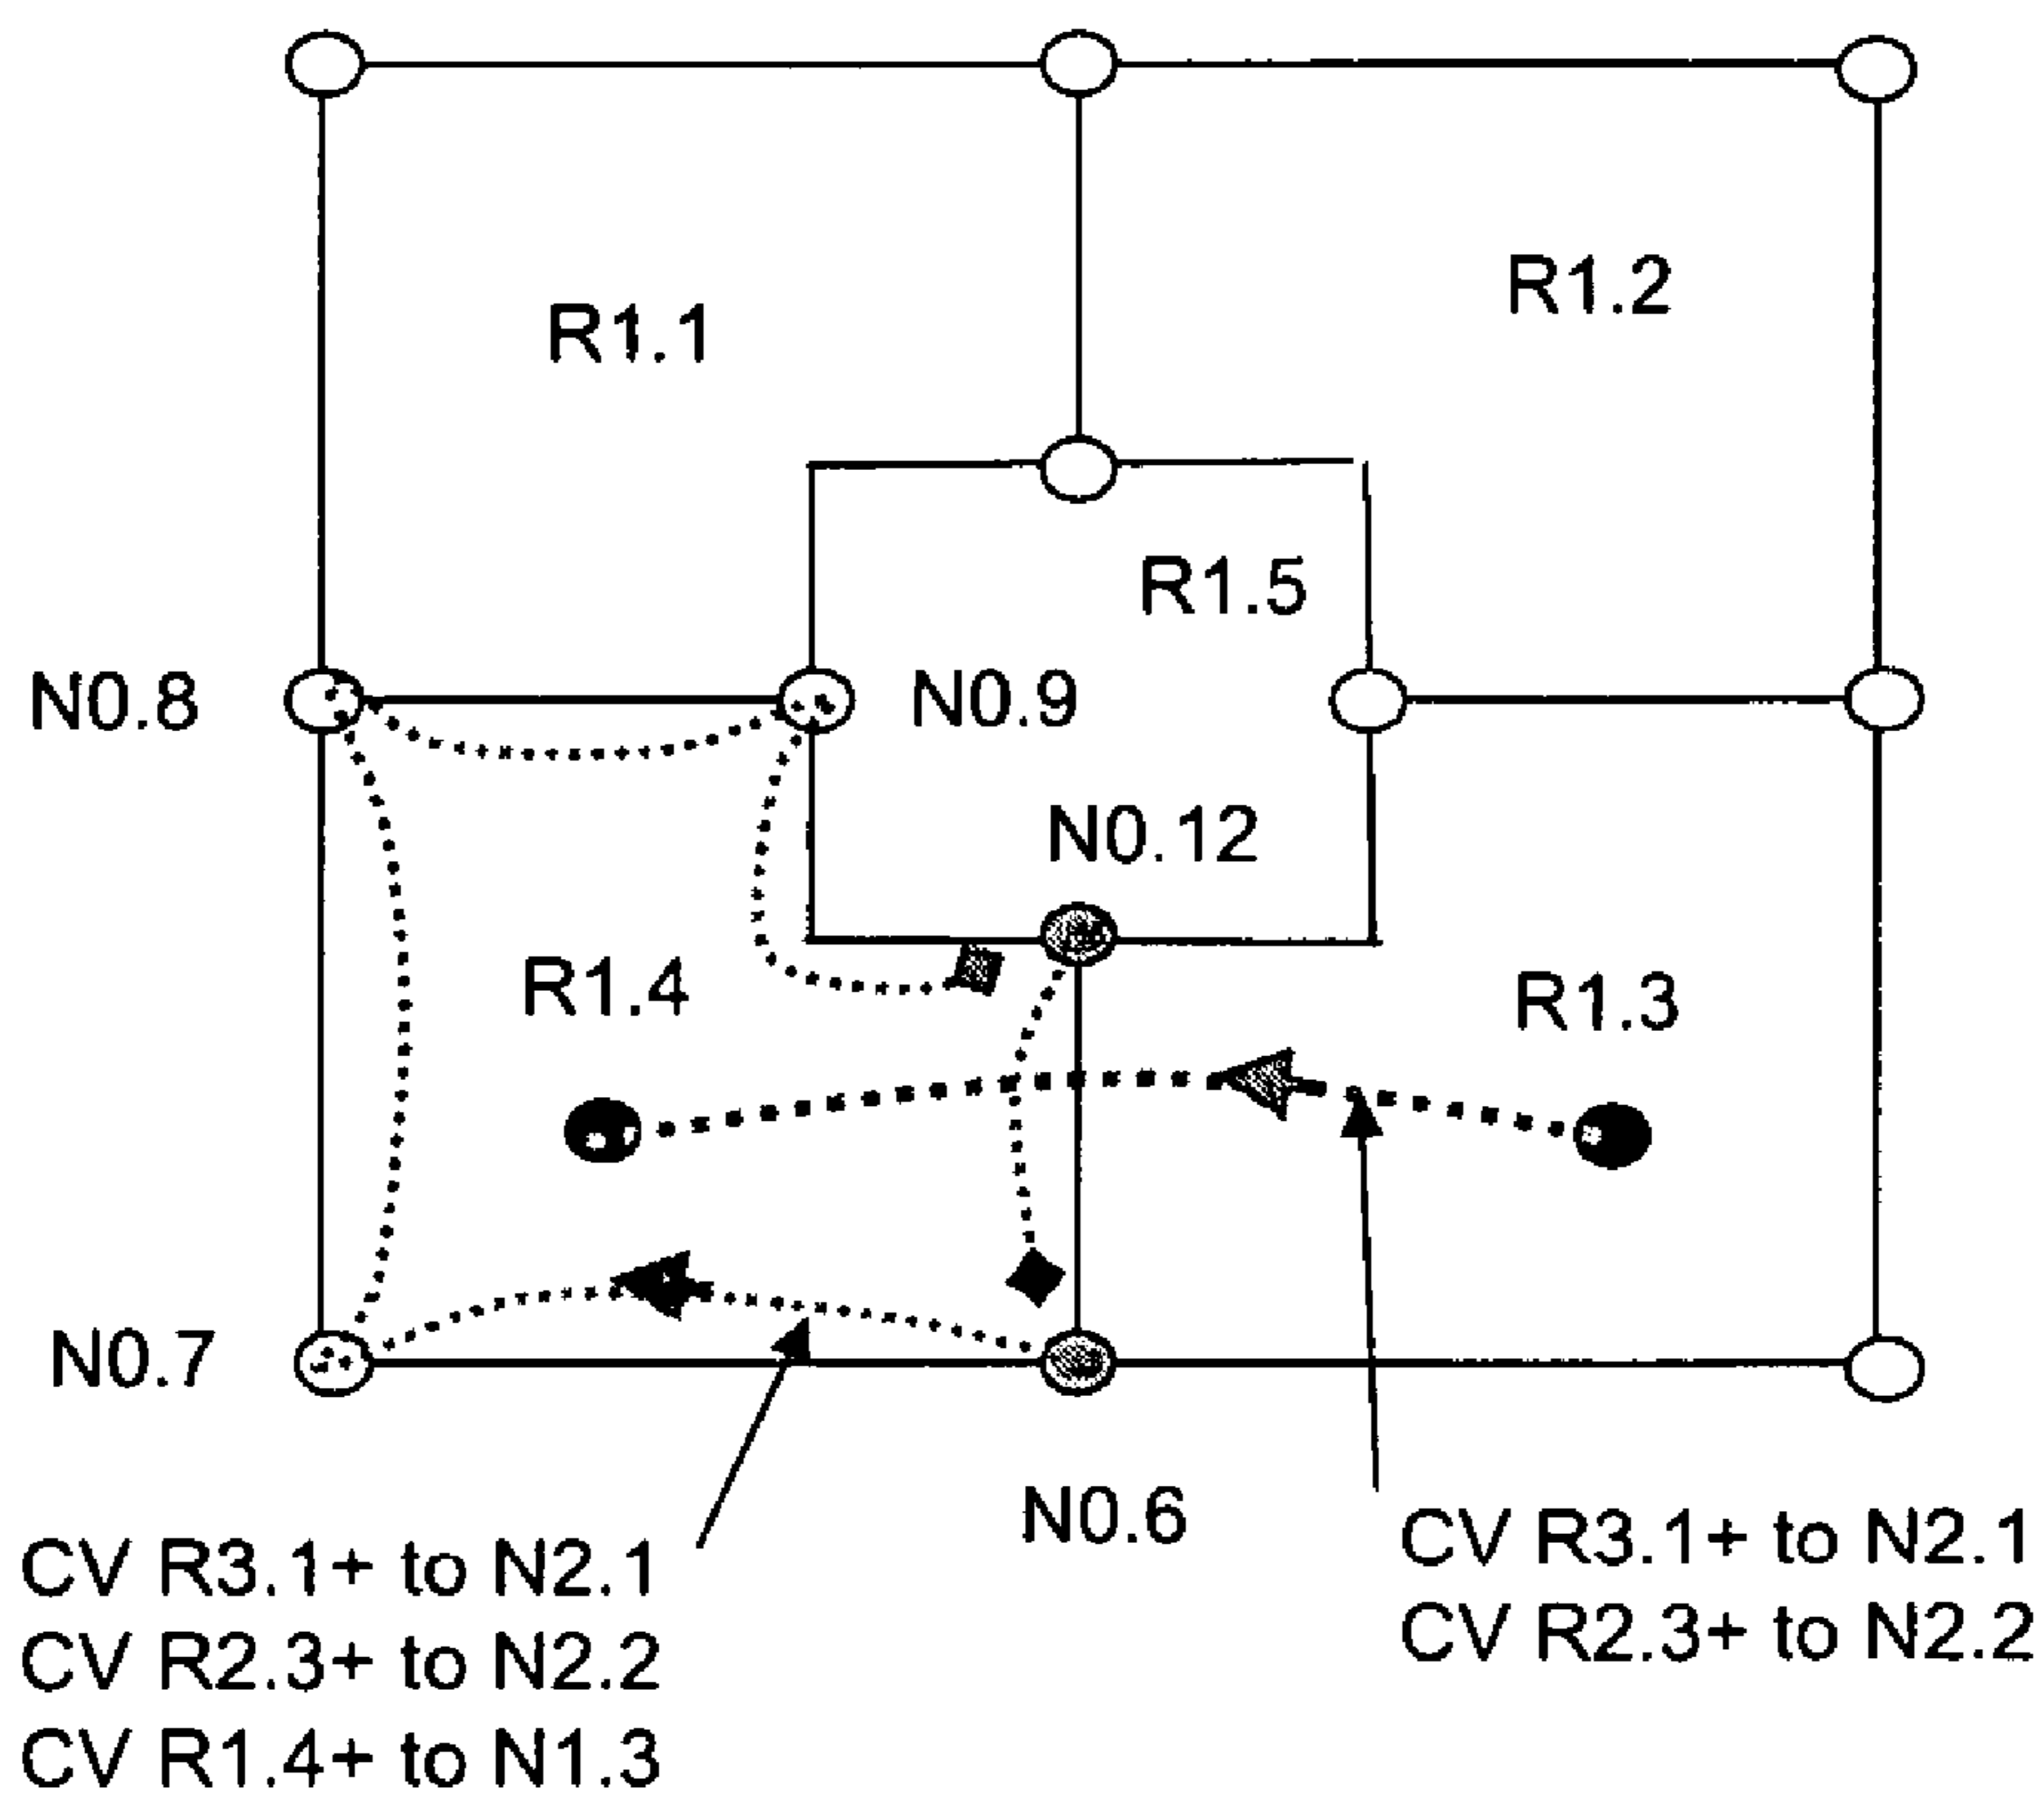 R1.2
R1.1
R1.5
N0.8
N0.9
N0.12
R1.4
R1.3
N0.7
N0.6
CV R3.1+ to N2.1
CV R2.3+ to N2.2
CV R3.1+ to N2.1
CV R2.3+ to N2.2
CV R1.4+ to N1.3